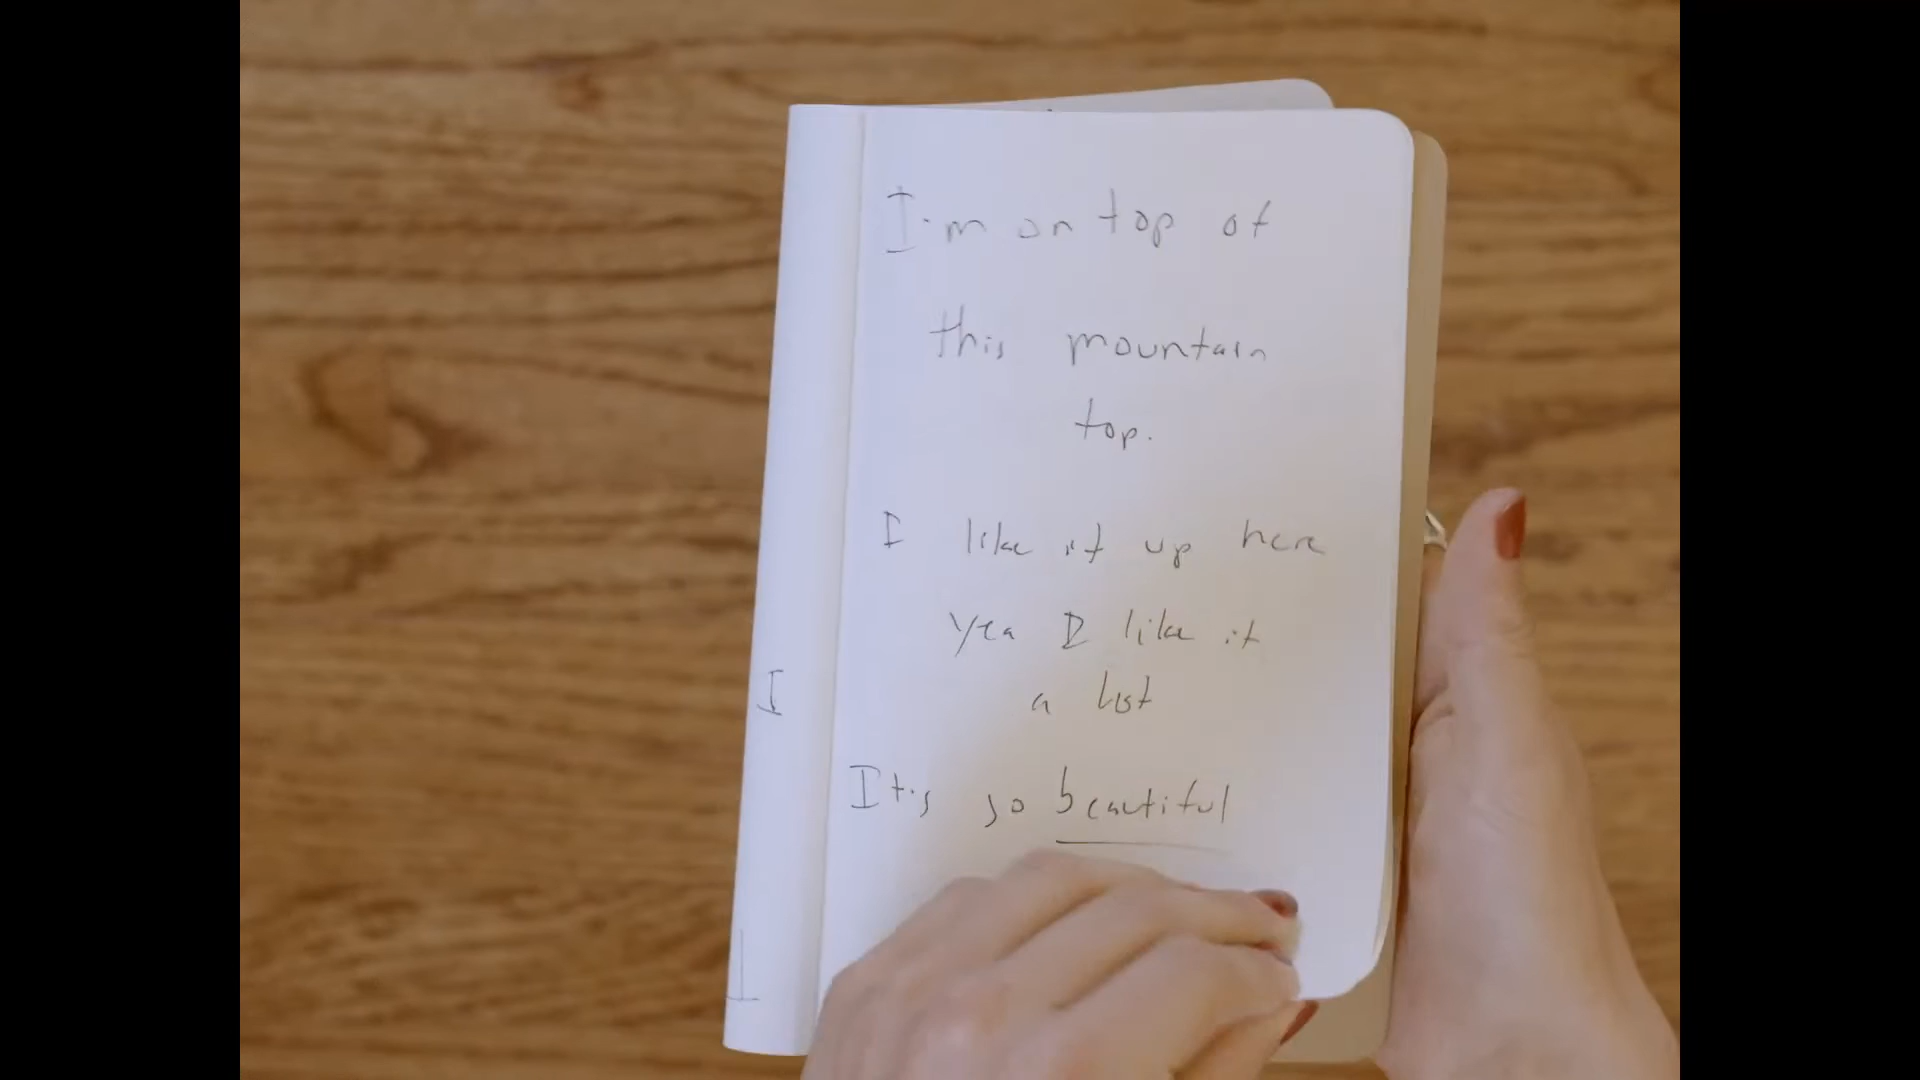 I'm on top of
this mountain
top.
I like it up here
yea I like it
a lot
It's so beautiful
I
I